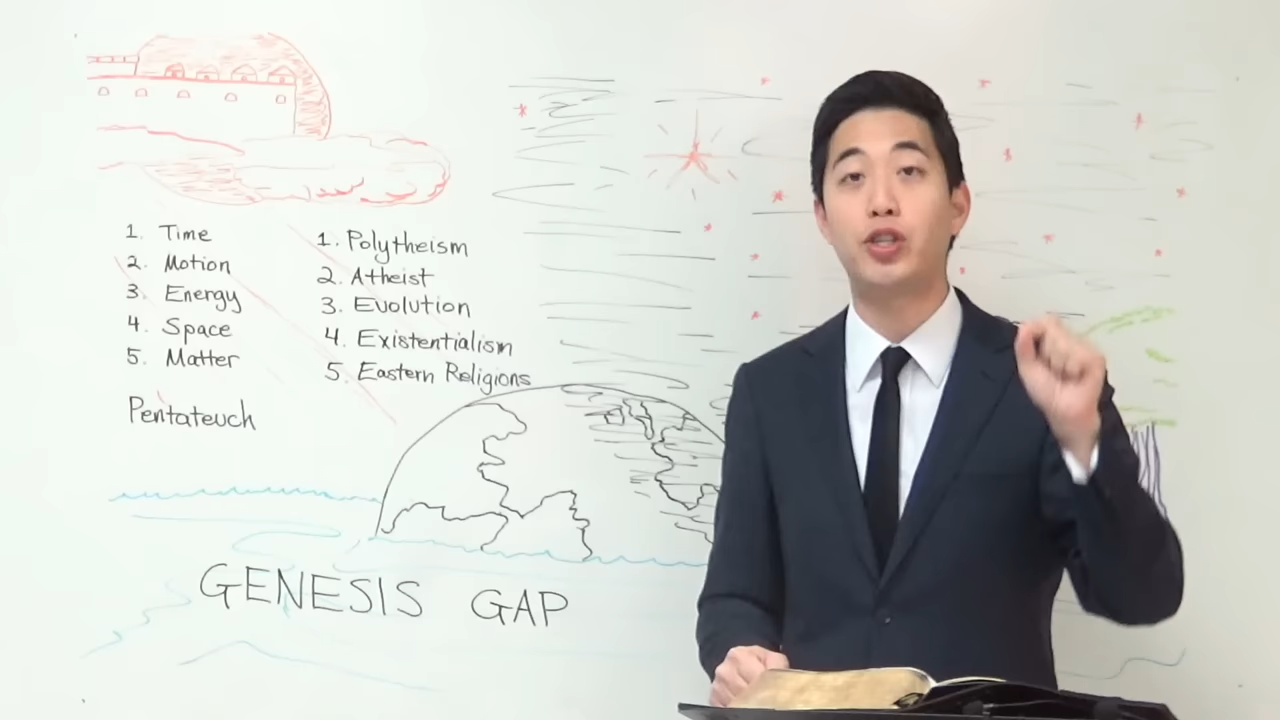 1. Time
2. Motion
3. Energy
4. Space
5. Matter
Pentateuch
1. Polytheism
2. Atheist
3. Evolution
4. Existentialism
5. Eastern Religions
GENESIS GAP